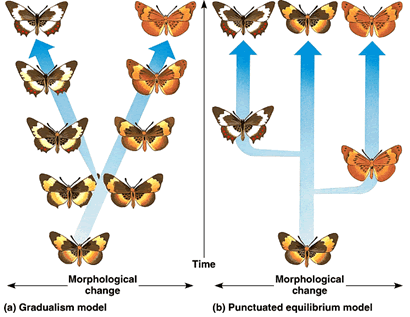 Time
Morphological
change
Morphological
change
(a) Gradualism model
(b) Punctuated equilibrium model